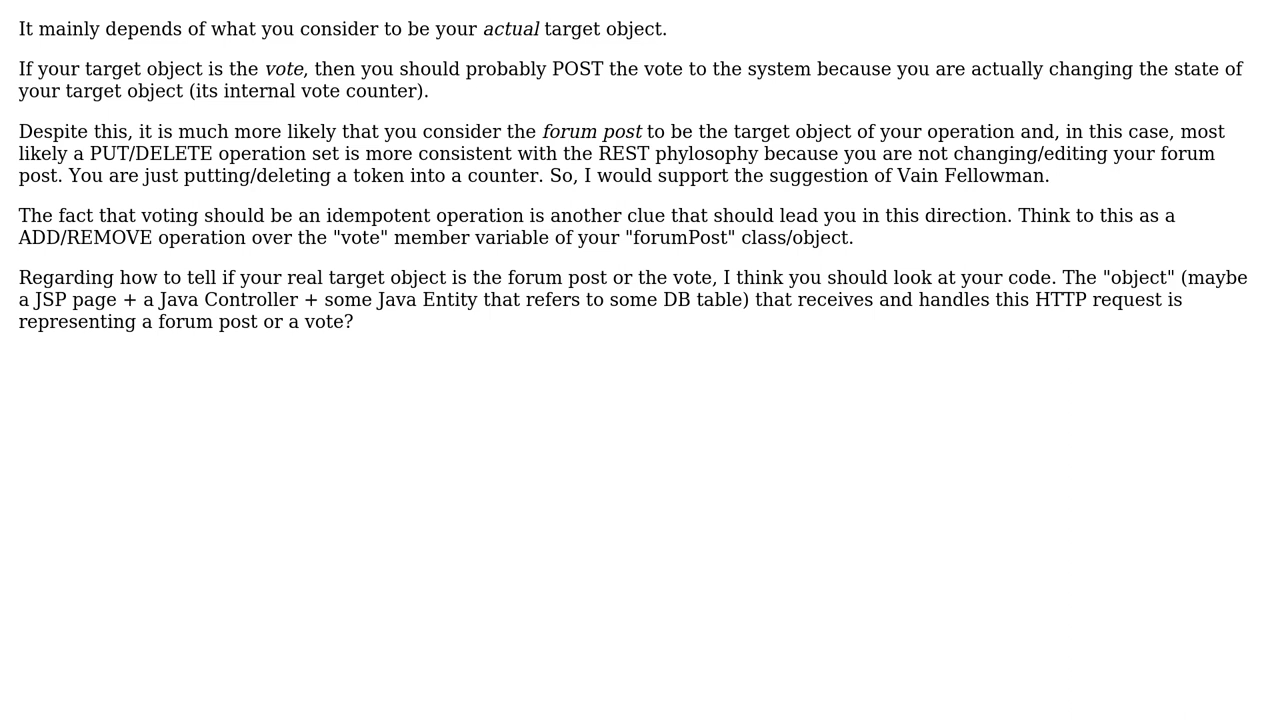 It mainly depends of what you consider to be your actual target object.
If your target object is the vote, then you should probably POST the vote to the system because you are actually changing the state of
your target object (its internal vote counter).
Despite this, it is much more likely that you consider the forum post to be the target object of your operation and, in this case, most
likely a PUT/DELETE operation set is more consistent with the REST phylosophy because you are not changing/editing your forum
post. You are just putting/deleting a token into a counter. So, I would support the suggestion of Vain Fellowman.
The fact that voting should be an idempotent operation is another clue that should lead you in this direction. Think to this as a
ADD/REMOVE operation over the "vote" member variable of your "forumPost" class/object.
Regarding how to tell if your real target object is the forum post or the vote, I think you should look at your code. The "object" (maybe
a JSP page + a Java Controller + some Java Entity that refers to some DB table) that receives and handles this HTTP request is
representing a forum post or a vote?